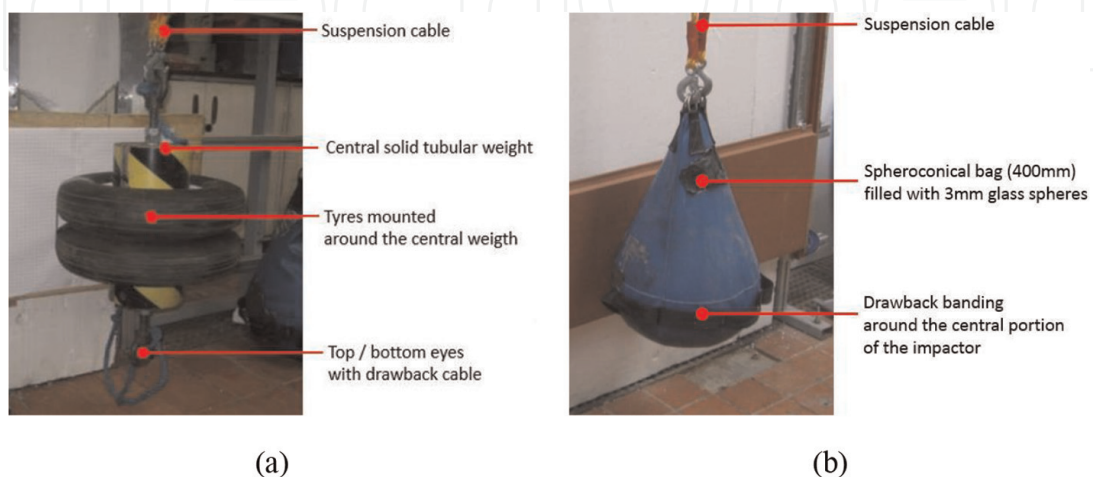 Suspension cable
Central solid tubular weight
Tyres mounted
around the central weigth
Top / bottom eyes
with drawback cable
(a)
Suspension cable
Spheroconical bag (400mm)
filled with 3mm glass spheres
Drawback banding
around the central portion
of the impactor
(b)